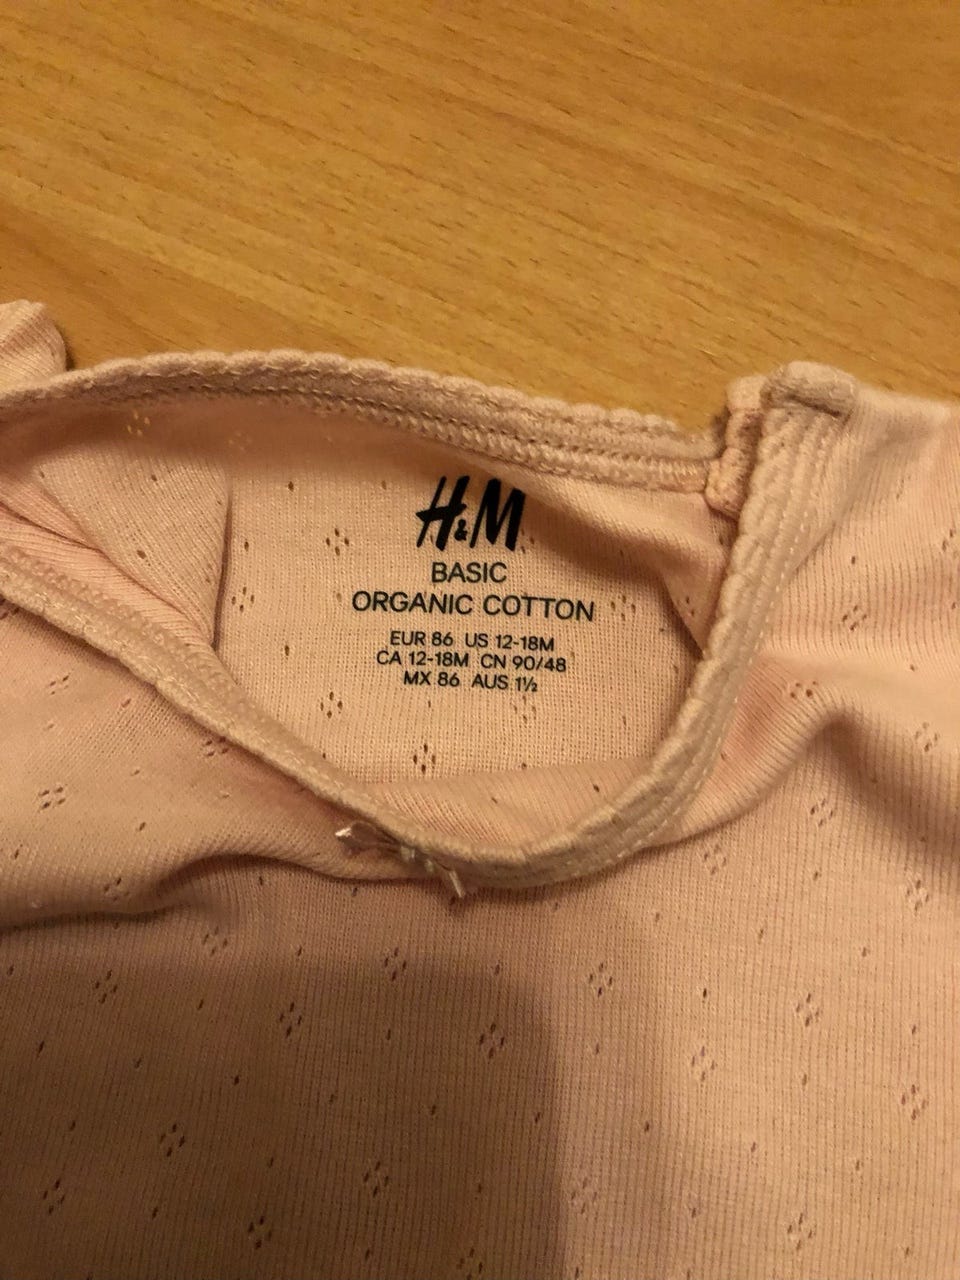 H&M
BASIC
ORGANIC COTTON
EUR 86 US 12-18M
CA 12-18M CN 90/48
MX 86 AUS 1½